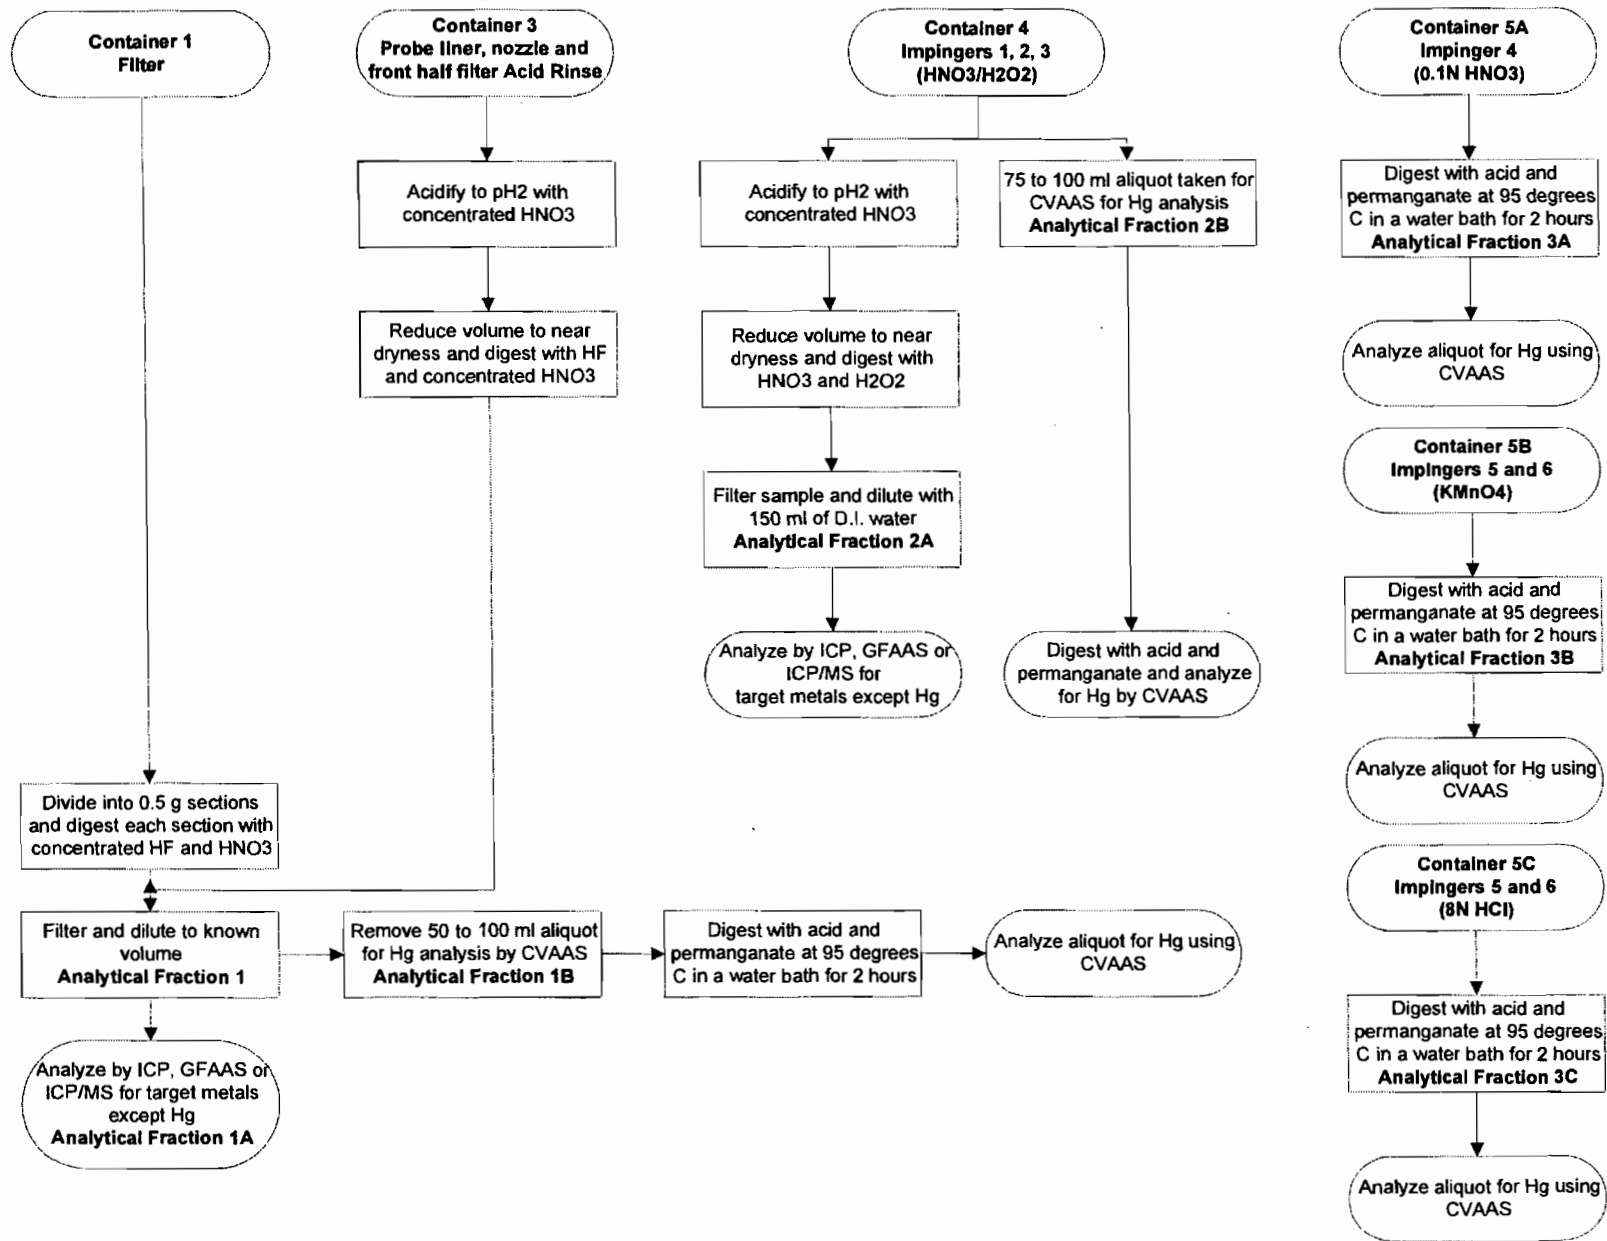 Container 1
Filter
Container 3
Probe liner, nozzle and
front half filter Acid Rinse
Container 4
Impingers 1, 2, 3
(HNO3/H2O2)
Container 5A
Impinger 4
(0.1N HNO3)
Acidify to pH2 with
concentrated HNO3
Acidify to pH2 with
concentrated HNO3
75 to 100 ml aliquot taken for
CVAAS for Hg analysis
Analytical Fraction 2B
Digest with acid and
permanganate at 95 degrees
C in a water bath for 2 hours
Analytical Fraction 3A
Reduce volume to near
dryness and digest with HF
and concentrated HNO3
Reduce volume to near
dryness and digest with
HNO3 and H2O2
Analyze aliquot for Hg using
CVAAS
Container 5B
Impingers 5 and 6
(KMnO4)
Filter sample and dilute with
150 ml of D.I. water
Analytical Fraction 2A
Digest with acid and
permanganate at 95 degrees
C in a water bath for 2 hours
Analytical Fraction 3B
Analyze by ICP, GFAAS or
ICP/MS for
target metals except Hg
Digest with acid and
permanganate and analyze
for Hg by CVAAS
Analyze aliquot for Hg using
CVAAS
Divide into 0.5 g sections
and digest each section with
concentrated HF and HNO3
Container 5C
Impingers 5 and 6
(8N HCl)
Filter and dilute to known
volume
Analytical Fraction 1
Remove 50 to 100 ml aliquot
for Hg analysis by CVAAS
Analytical Fraction 1B
Digest with acid and
permanganate at 95 degrees
C in a water bath for 2 hours
Analyze aliquot for Hg using
CVAAS
Digest with acid and
permanganate at 95 degrees
C in a water bath for 2 hours
Analytical Fraction 3C
Analyze by ICP, GFAAS or
ICP/MS for target metals
except Hg
Analytical Fraction 1A
Analyze aliquot for Hg using
CVAAS